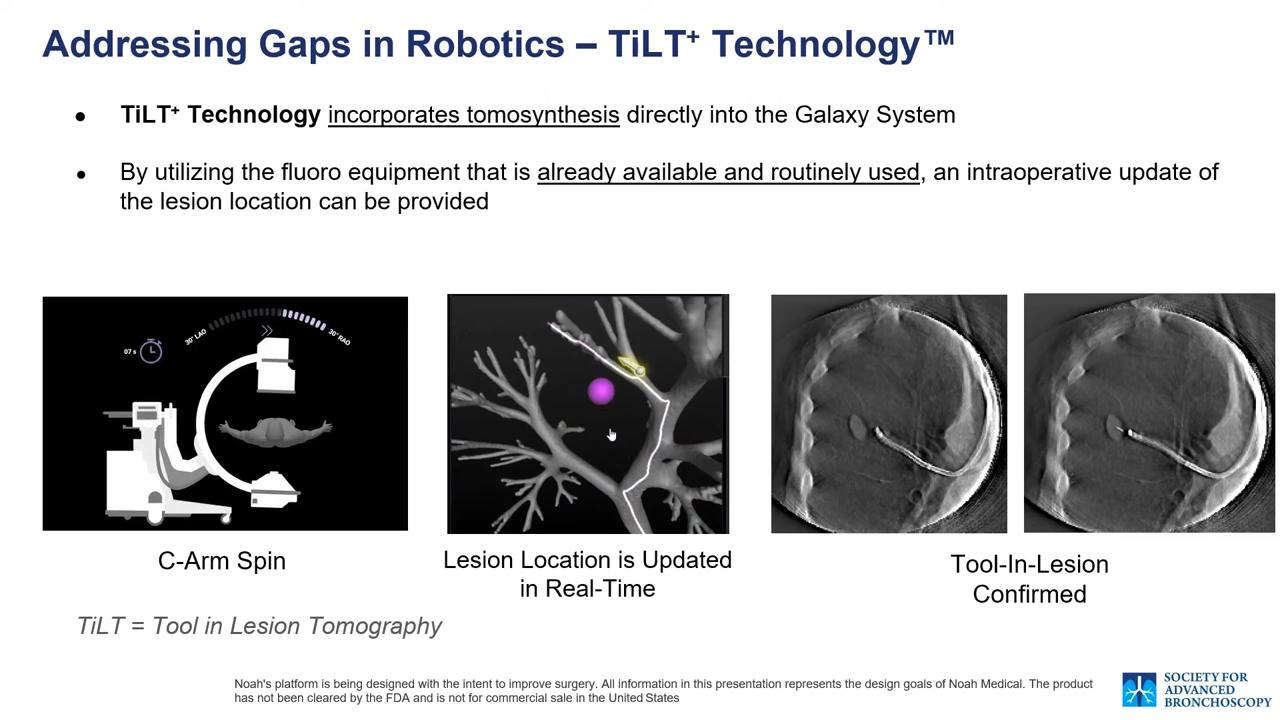 Addressing Gaps in Robotics – TiLT⁺ Technology™
● TiLT⁺ Technology incorporates tomosynthesis directly into the Galaxy System
● By utilizing the fluoro equipment that is already available and routinely used, an intraoperative update of
the lesion location can be provided
30° LAO
30° RAO
07 s
C-Arm Spin
Lesion Location is Updated
in Real-Time
Tool-In-Lesion
Confirmed
TiLT = Tool in Lesion Tomography
Noah's platform is being designed with the intent to improve surgery. All information in this presentation represents the design goals of Noah Medical. The product
has not been cleared by the FDA and is not for commercial sale in the United States
SOCIETY FOR
ADVANCED
BRONCHOSCOPY